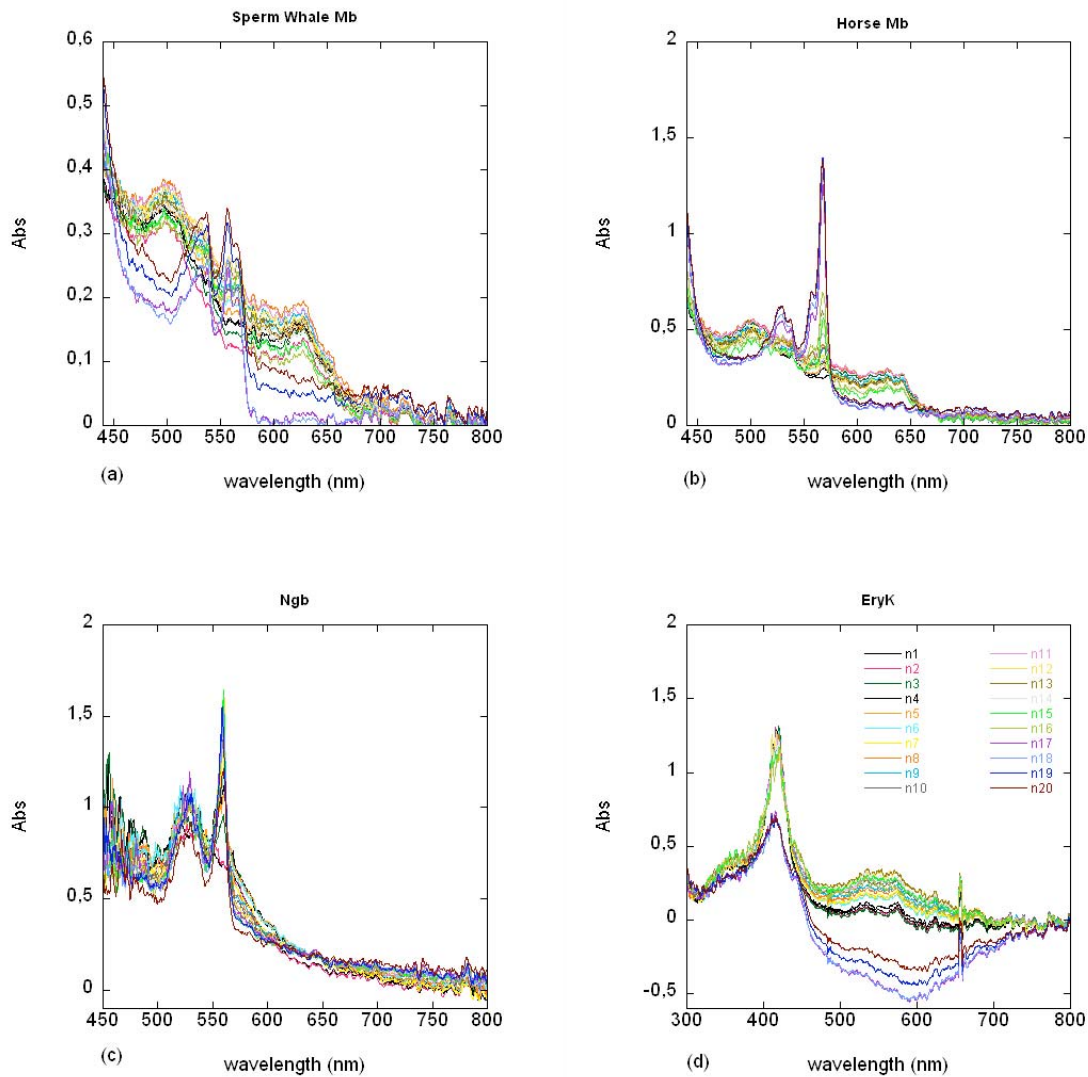 Sperm Whale Mb
0,6
0,5
0,4
0,3
0,2
0,1
0
Abs
450 500 550 600 650 700 750 800
(a) wavelength (nm)
Horse Mb
2
1,5
1
0,5
0
Abs
450 500 550 600 650 700 750 800
(b) wavelength (nm)
Ngb
2
1,5
1
0,5
0
Abs
450 500 550 600 650 700 750 800
(c) wavelength (nm)
EryK
2
1,5
1
0,5
0
-0,5
Abs
n1 n11
n2 n12
n3 n13
n4 n14
n5 n15
n6 n16
n7 n17
n8 n18
n9 n19
n10 n20
300 400 500 600 700 800
(d) wavelength (nm)